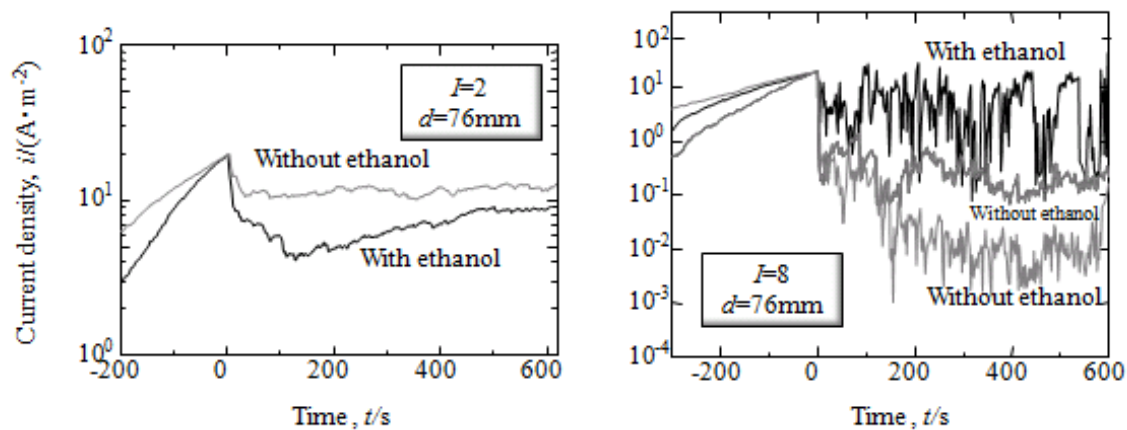 Current density, i/(A・m⁻²)
10²
10¹
10⁰
I=2
d=76mm
Without ethanol
With ethanol
-200
0
200
400
600
Time , t/s
10²
10¹
10⁰
10⁻¹
10⁻²
10⁻³
10⁻⁴
With ethanol
Without ethanol
Without ethanol
I=8
d=76mm
-200
0
200
400
600
Time , t/s